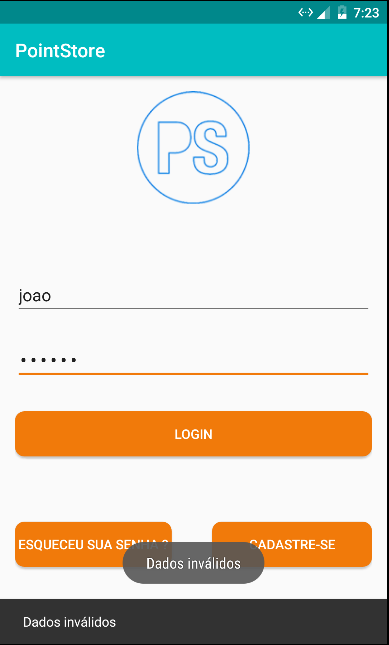 7:23
PointStore
PS
joao
••••••
LOGIN
ESQUECEU SUA SENHA ?
CADASTRE-SE
Dados inválidos
Dados inválidos